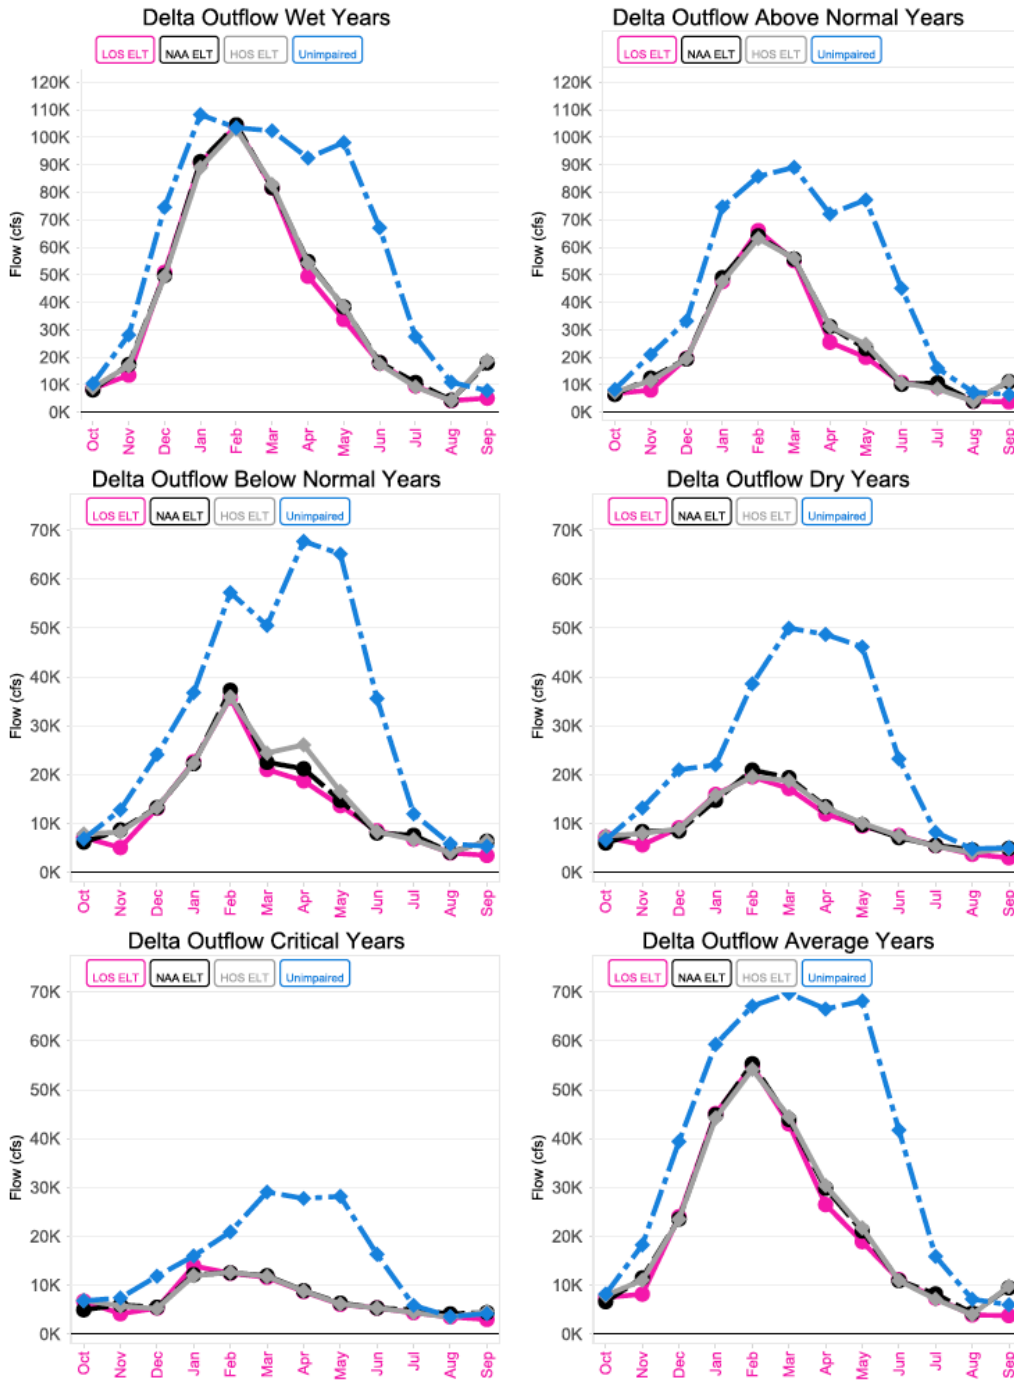 Delta Outflow Wet Years
LOS ELT NAA ELT HOS ELT Unimpaired
120K
110K
100K
90K
80K
70K
60K
50K
40K
30K
20K
10K
0K
Flow (cfs)
Oct Nov Dec Jan Feb Mar Apr May Jun Jul Aug Sep
Delta Outflow Above Normal Years
LOS ELT NAA ELT HOS ELT Unimpaired
120K
110K
100K
90K
80K
70K
60K
50K
40K
30K
20K
10K
0K
Flow (cfs)
Oct Nov Dec Jan Feb Mar Apr May Jun Jul Aug Sep
Delta Outflow Below Normal Years
LOS ELT NAA ELT HOS ELT Unimpaired
70K
60K
50K
40K
30K
20K
10K
0K
Flow (cfs)
Oct Nov Dec Jan Feb Mar Apr May Jun Jul Aug Sep
Delta Outflow Dry Years
LOS ELT NAA ELT HOS ELT Unimpaired
70K
60K
50K
40K
30K
20K
10K
0K
Flow (cfs)
Oct Nov Dec Jan Feb Mar Apr May Jun Jul Aug Sep
Delta Outflow Critical Years
LOS ELT NAA ELT HOS ELT Unimpaired
70K
60K
50K
40K
30K
20K
10K
0K
Flow (cfs)
Oct Nov Dec Jan Feb Mar Apr May Jun Jul Aug Sep
Delta Outflow Average Years
LOS ELT NAA ELT HOS ELT Unimpaired
70K
60K
50K
40K
30K
20K
10K
0K
Flow (cfs)
Oct Nov Dec Jan Feb Mar Apr May Jun Jul Aug Sep